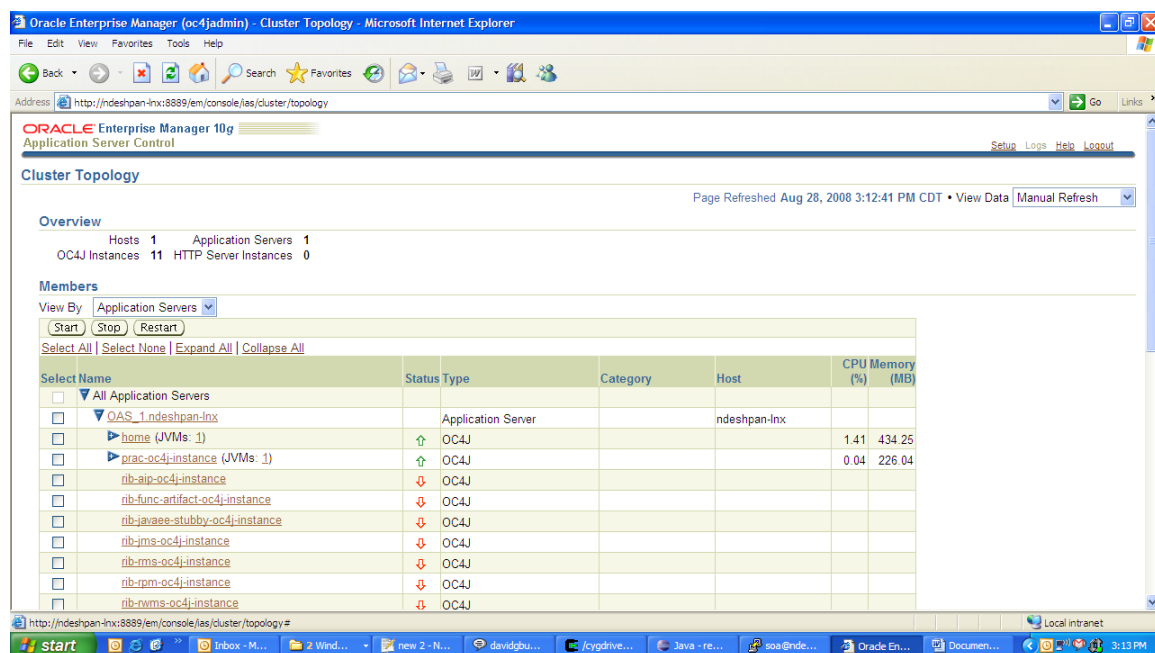 Oracle Enterprise Manager (oc4jadmin) - Cluster Topology - Microsoft Internet Explorer
File Edit View Favorites Tools Help
Back Search Favorites
Address http://ndeshpan-lnx:8889/em/console/ias/cluster/topology Go Links »
ORACLE Enterprise Manager 10g
Application Server Control
Setup Logs Help Logout
Cluster Topology
Page Refreshed Aug 28, 2008 3:12:41 PM CDT • View Data Manual Refresh
Overview
Hosts 1 Application Servers 1
OC4J Instances 11 HTTP Server Instances 0
Members
View By Application Servers
Start Stop Restart
Select All | Select None | Expand All | Collapse All
Select Name Status Type Category Host CPU (%) Memory (MB)
All Application Servers
OAS_1.ndeshpan-lnx Application Server ndeshpan-lnx
home (JVMs: 1) OC4J 1.41 434.25
prac-oc4j-instance (JVMs: 1) OC4J 0.04 226.04
rib-aip-oc4j-instance OC4J
rib-func-artifact-oc4j-instance OC4J
rib-javaee-stubby-oc4j-instance OC4J
rib-jms-oc4j-instance OC4J
rib-rms-oc4j-instance OC4J
rib-rpm-oc4j-instance OC4J
rib-rwms-oc4j-instance OC4J
http://ndeshpan-lnx:8889/em/console/ias/cluster/topology# Local intranet
start » Inbox - M... 2 Wind... new 2 - N... davidgbu... /cygdrive... Java - re... soa@nde... Oracle En... Documen... 3:13 PM